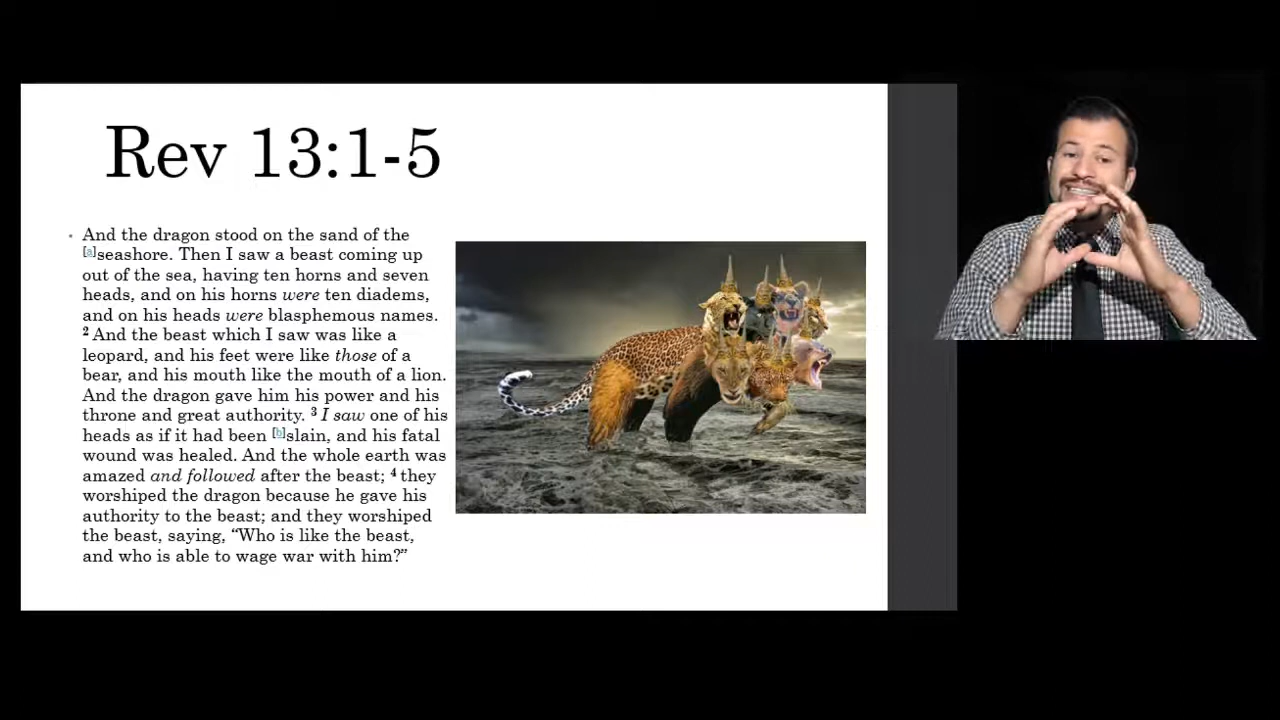 Rev 13:1-5
· And the dragon stood on the sand of the
[a]seashore. Then I saw a beast coming up
out of the sea, having ten horns and seven
heads, and on his horns were ten diadems,
and on his heads were blasphemous names.
2 And the beast which I saw was like a
leopard, and his feet were like those of a
bear, and his mouth like the mouth of a lion.
And the dragon gave him his power and his
throne and great authority. 3 I saw one of his
heads as if it had been [b]slain, and his fatal
wound was healed. And the whole earth was
amazed and followed after the beast; 4 they
worshiped the dragon because he gave his
authority to the beast; and they worshiped
the beast, saying, “Who is like the beast,
and who is able to wage war with him?”